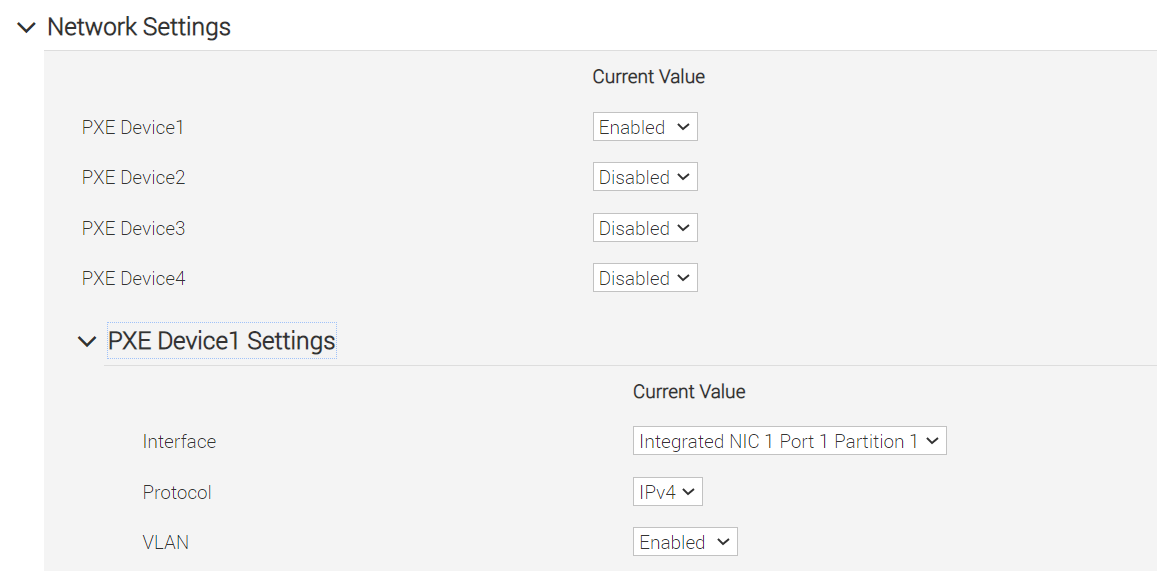 Network Settings
Current Value
PXE Device1 Enabled
PXE Device2 Disabled
PXE Device3 Disabled
PXE Device4 Disabled
PXE Device1 Settings
Current Value
Interface Integrated NIC 1 Port 1 Partition 1
Protocol IPv4
VLAN Enabled